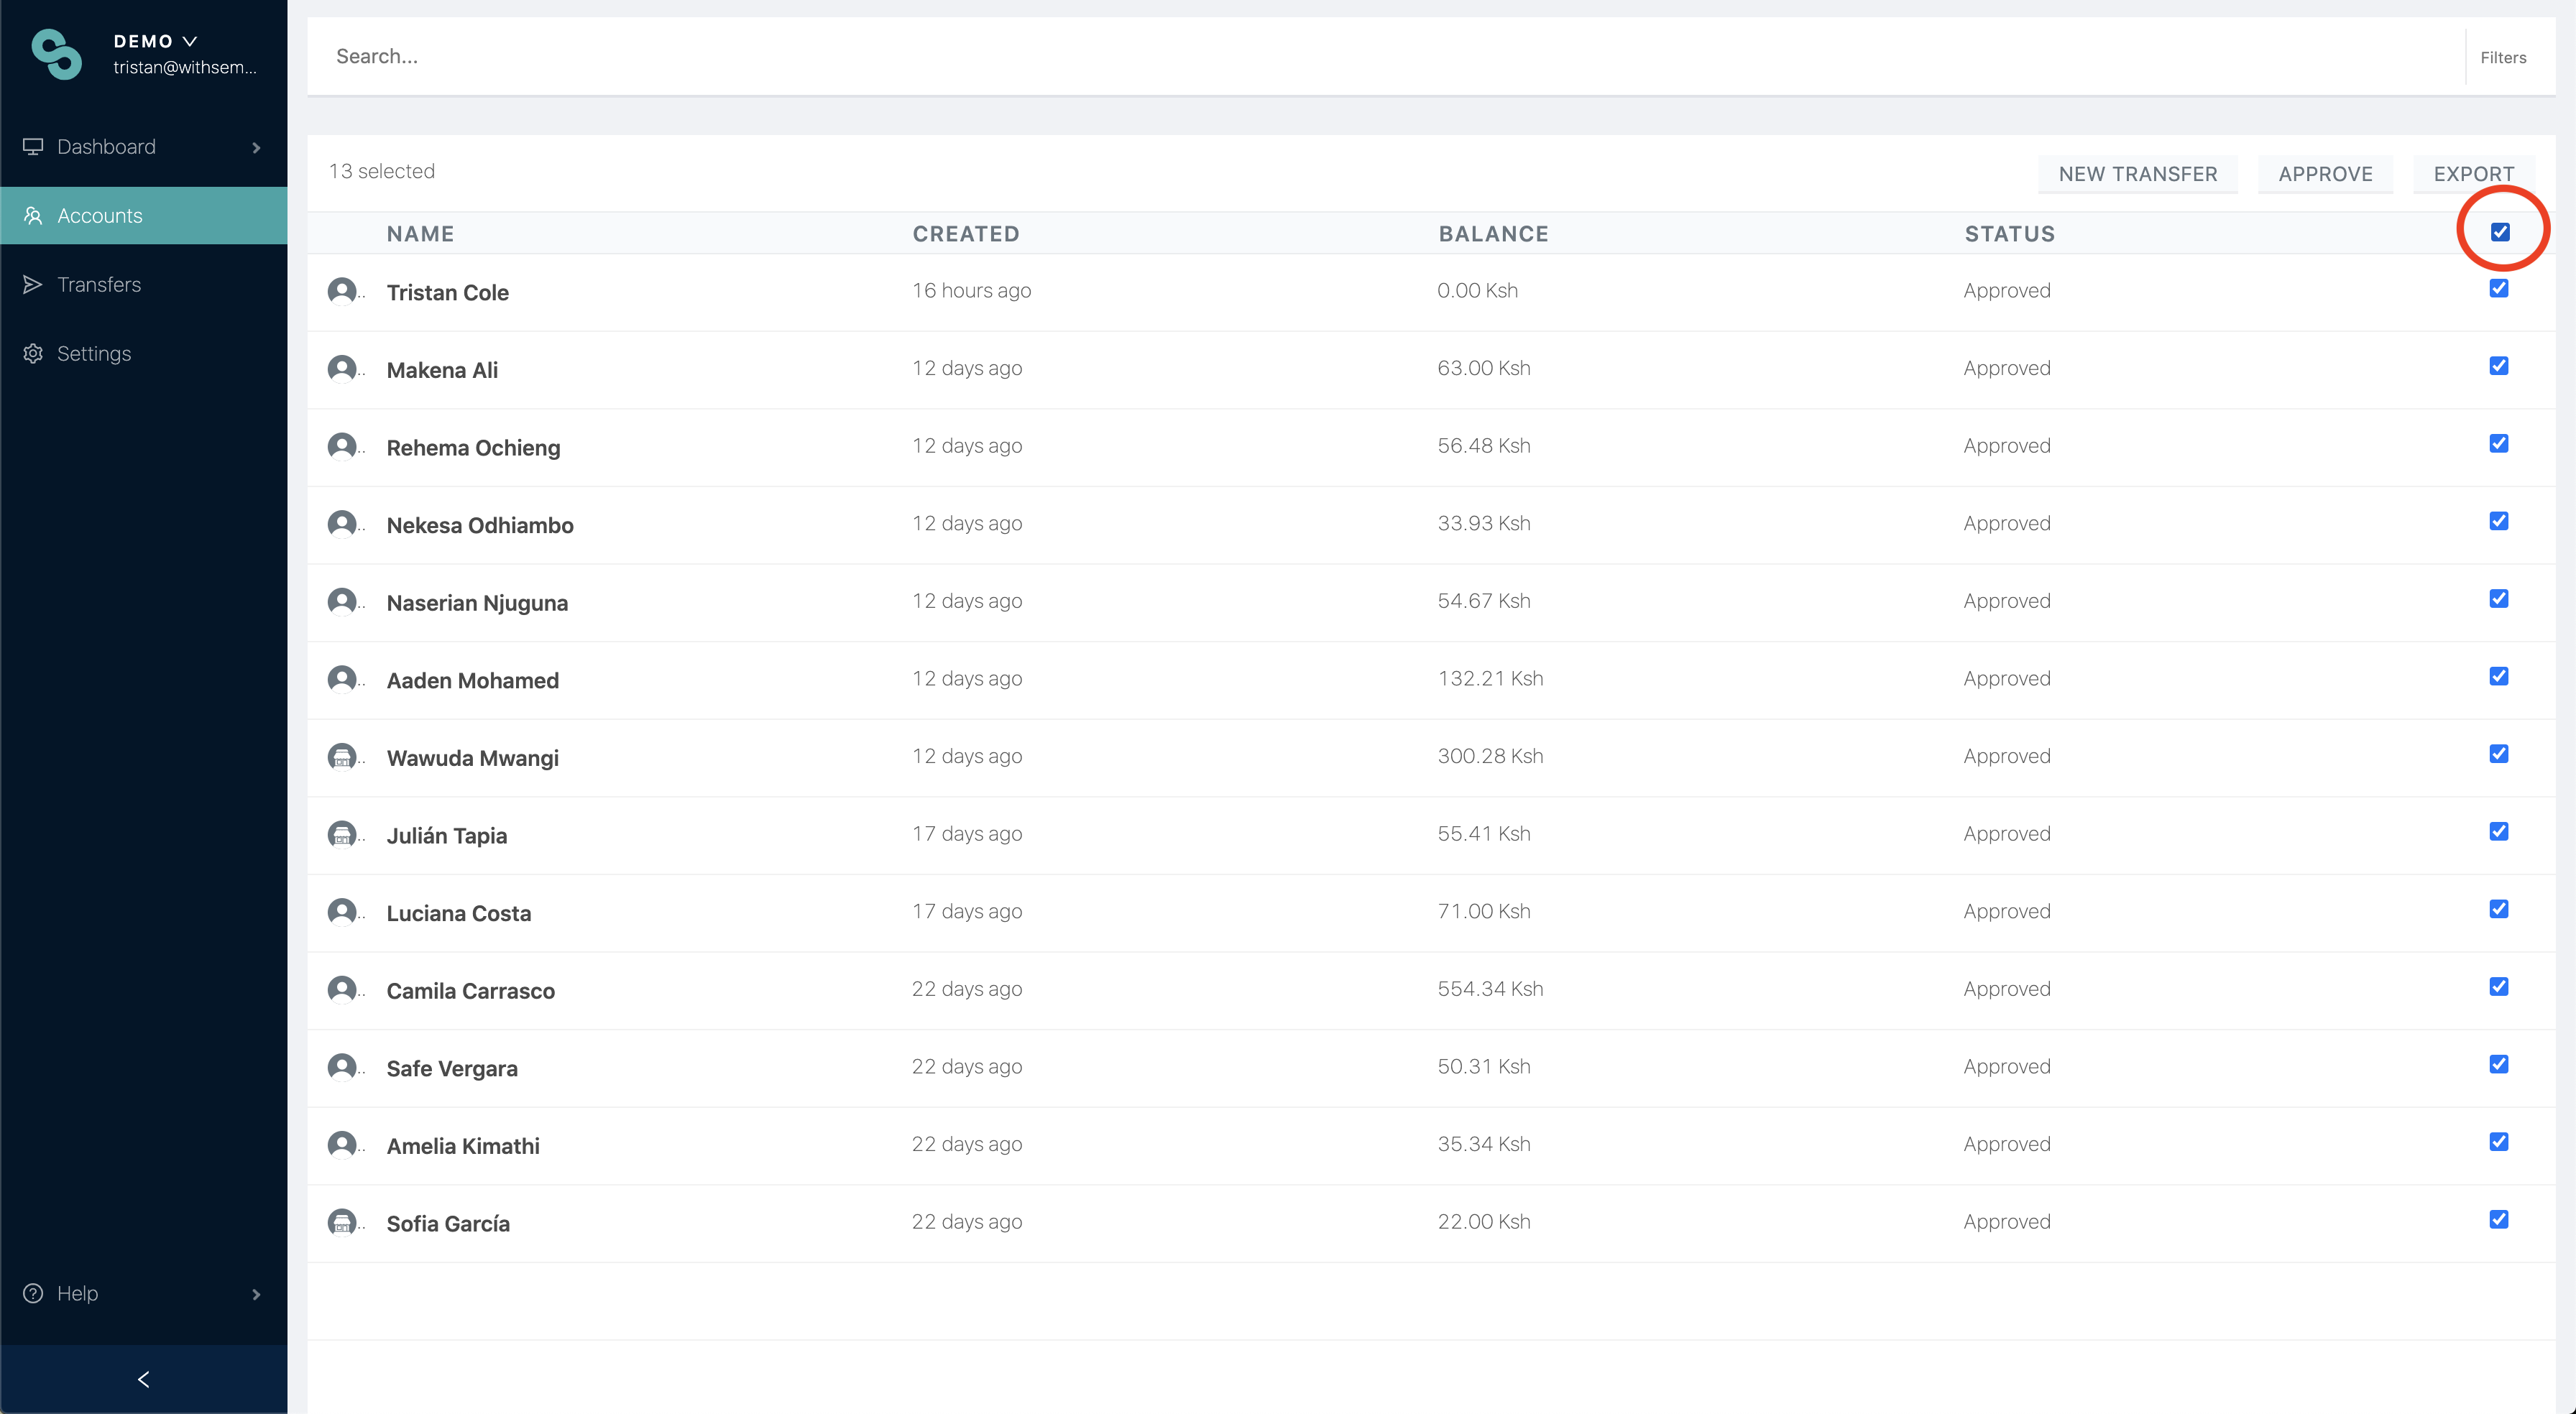 DEMO
tristan@withsem...
Dashboard
Accounts
Transfers
Settings
Help
Search...
Filters
13 selected
NEW TRANSFER APPROVE EXPORT
NAME CREATED BALANCE STATUS
Tristan Cole 16 hours ago 0.00 Ksh Approved
Makena Ali 12 days ago 63.00 Ksh Approved
Rehema Ochieng 12 days ago 56.48 Ksh Approved
Nekesa Odhiambo 12 days ago 33.93 Ksh Approved
Naserian Njuguna 12 days ago 54.67 Ksh Approved
Aaden Mohamed 12 days ago 132.21 Ksh Approved
Wawuda Mwangi 12 days ago 300.28 Ksh Approved
Julián Tapia 17 days ago 55.41 Ksh Approved
Luciana Costa 17 days ago 71.00 Ksh Approved
Camila Carrasco 22 days ago 554.34 Ksh Approved
Safe Vergara 22 days ago 50.31 Ksh Approved
Amelia Kimathi 22 days ago 35.34 Ksh Approved
Sofia García 22 days ago 22.00 Ksh Approved